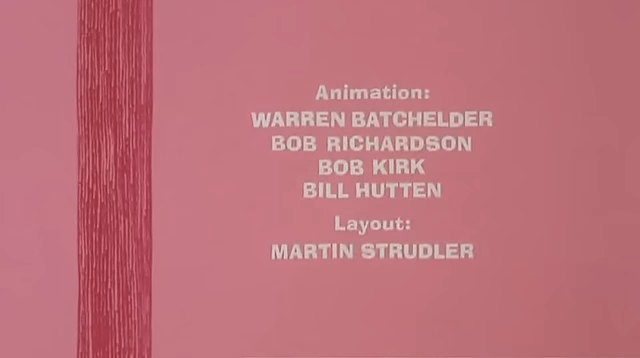 Animation:
WARREN BATCHELDER
BOB RICHARDSON
BOB KIRK
BILL HUTTEN
Layout:
MARTIN STRUDLER